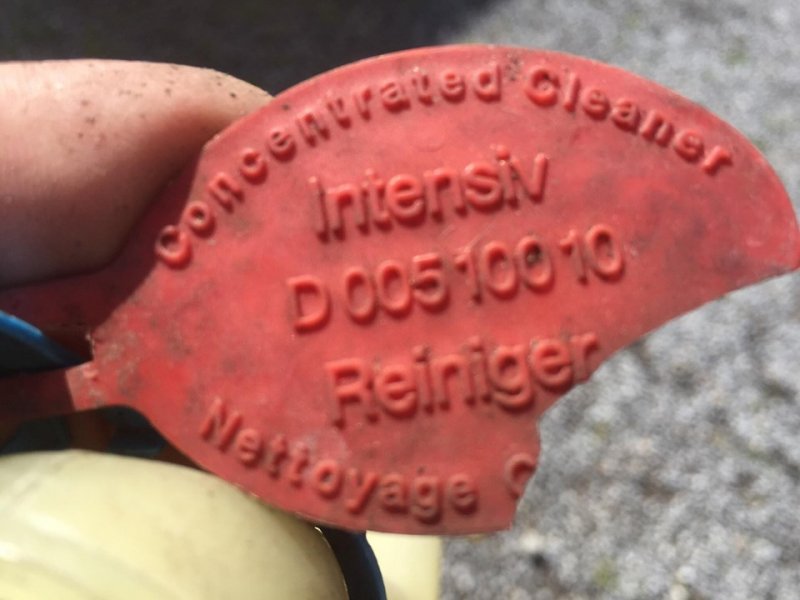 Concentrated Cleaner
Intensiv
D 005 100 10
Reiniger
Nettoyage